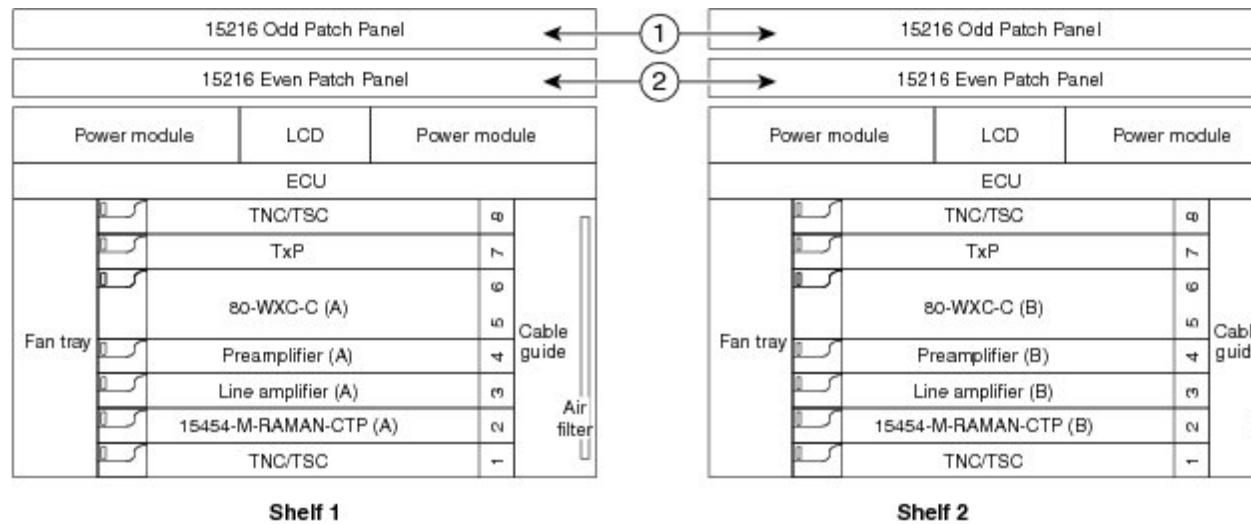 15216 Odd Patch Panel
1
15216 Odd Patch Panel
15216 Even Patch Panel
2
15216 Even Patch Panel
Power module
LCD
Power module
ECU
Fan tray
TNC/TSC
8
TxP
7
80-WXC-C (A)
6
5
Preamplifier (A)
4
Line amplifier (A)
3
15454-M-RAMAN-CTP (A)
2
TNC/TSC
1
Cable
guide
Air
filter
Shelf 1
Power module
LCD
Power module
ECU
Fan tray
TNC/TSC
8
TxP
7
80-WXC-C (B)
6
5
Preamplifier (B)
4
Line amplifier (B)
3
15454-M-RAMAN-CTP (B)
2
TNC/TSC
1
Shelf 2